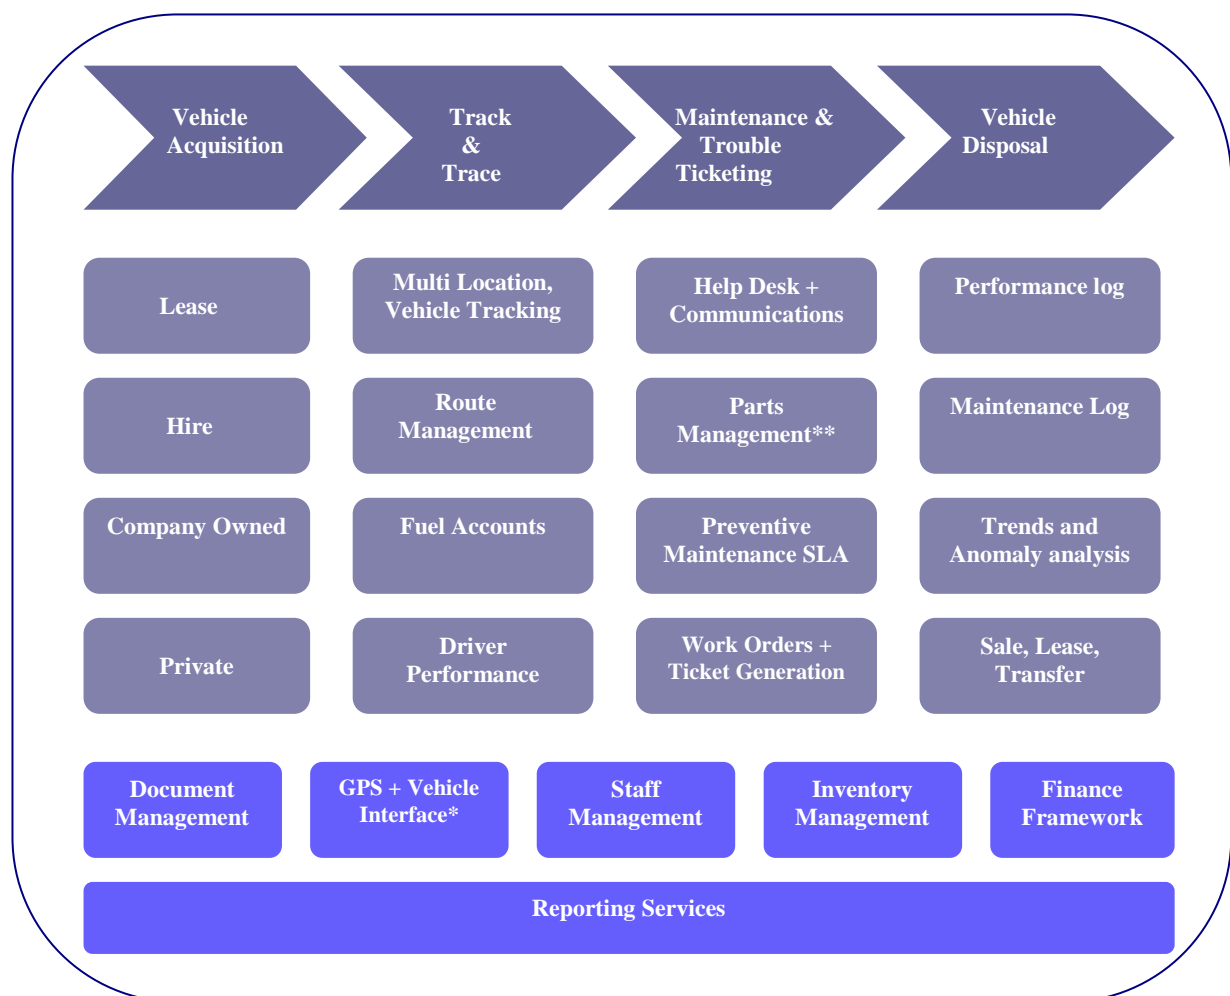 Vehicle
Acquisition
Track
&
Trace
Maintenance &
Trouble
Ticketing
Vehicle
Disposal
Lease
Multi Location,
Vehicle Tracking
Help Desk +
Communications
Performance log
Hire
Route
Management
Parts
Management**
Maintenance Log
Company Owned
Fuel Accounts
Preventive
Maintenance SLA
Trends and
Anomaly analysis
Private
Driver
Performance
Work Orders +
Ticket Generation
Sale, Lease,
Transfer
Document
Management
GPS + Vehicle
Interface*
Staff
Management
Inventory
Management
Finance
Framework
Reporting Services